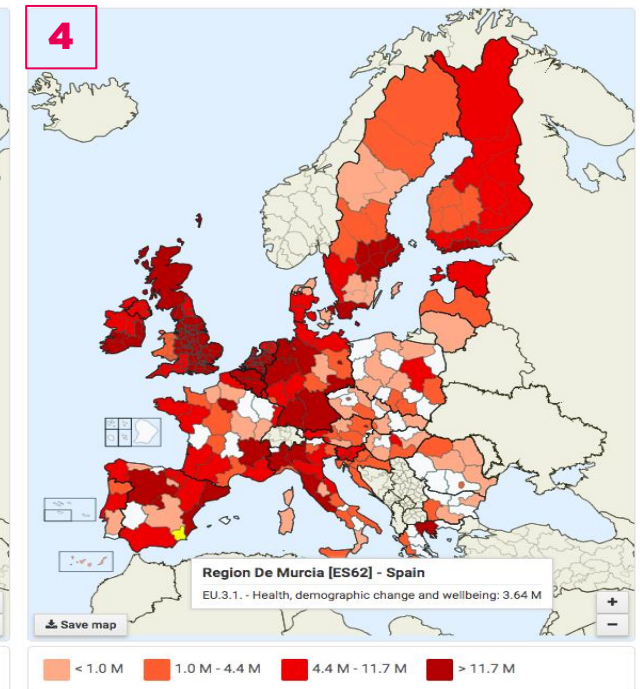 4
Region De Murcia [ES62] - Spain
EU.3.1. - Health, demographic change and wellbeing: 3.64 M
Save map
+
−
< 1.0 M 1.0 M - 4.4 M 4.4 M - 11.7 M > 11.7 M